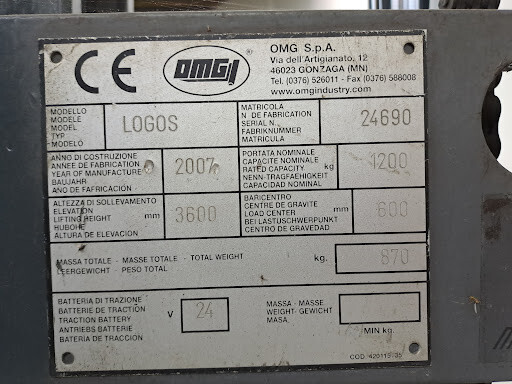 CE
OMG
®
OMG S.p.A.
Via dell'Artigianato, 12
46023 GONZAGA (MN)
Tel. (0376) 526011 - Fax (0376) 588008
www.omgindustry.com
MODELLO
MODELE
MODEL
TYP
MODELÓ
LOGOS
MATRICOLA
N DE FABRICATION
SERIAL N.
FABRIKNUMMER
MATRICULA
24690
ANNO DI COSTRUZIONE
ANNEE DE FABRICATION
YEAR OF MANUFACTURE
BAUJAHR
ANO DE FAFRICACIÓN
2007
PORTATA NOMINALE
CAPACITE NOMINALE
RATED CAPACITY
NENN-TRAGFAEHIGKEIT
CAPACIDAD NOMINAL
kg
1200
ALTEZZA DI SOLLEVAMENTO
ELEVATION
LIFTING HEIGHT
HUBOHE
ALTURA DE ELEVACION
mm
3600
BARICENTRO
CENTRE DE GRAVITE
LOAD CENTER
BEI LASTUSCHWERPUNKT
CENTRO DE GRAVEDAD
mm
600
MASSA TOTALE - MASSE TOTALE - TOTAL WEIGHT
LEERGEWICHT - PESO TOTAL
kg.
870
BATTERIA DI TRAZIONE
BATTERIE DE TRACTION
TRACTION BATTERY
ANTRIEBS BATTERIE
BATERIA DE TRACCION
V
24
MASSA - MASSE
WEIGHT- GEWICHT
MASA
MIN kg.